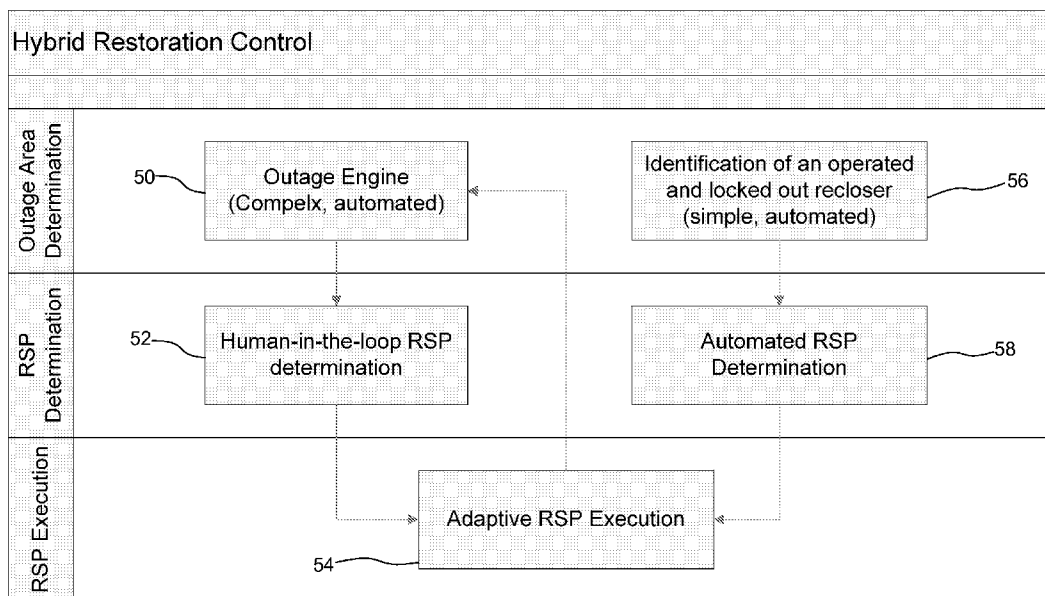 Hybrid Restoration Control
Outage Area
Determination
50
Outage Engine
(Compelx, automated)
Identification of an operated
and locked out recloser
(simple, automated)
56
RSP
Determination
52
Human-in-the-loop RSP
determination
Automated RSP
Determination
58
RSP Execution
Adaptive RSP Execution
54